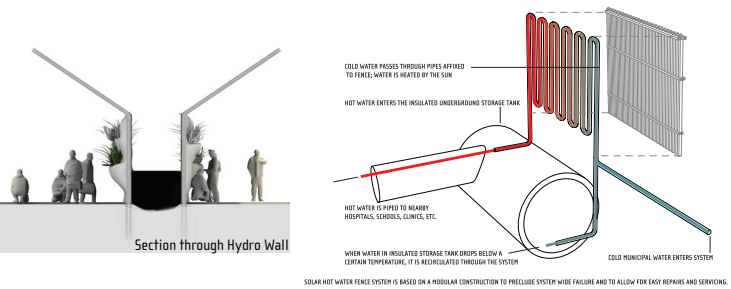 Section through Hydro Wall
COLD WATER PASSES THROUGH PIPES AFFIXED
TO FENCE; WATER IS HEATED BY THE SUN
HOT WATER ENTERS THE INSULATED UNDERGROUND STORAGE TANK
HOT WATER IS PIPED TO NEARBY
HOSPITALS, SCHOOLS, CLINICS, ETC.
WHEN WATER IN INSULATED STORAGE TANK DROPS BELOW A
CERTAIN TEMPERATURE, IT IS RECIRCULATED THROUGH THE SYSTEM
COLD MUNICIPAL WATER ENTERS SYSTEM
SOLAR HOT WATER FENCE SYSTEM IS BASED ON A MODULAR CONSTRUCTION TO PRECLUDE SYSTEM WIDE FAILURE AND TO ALLOW FOR EASY REPAIRS AND SERVICING.